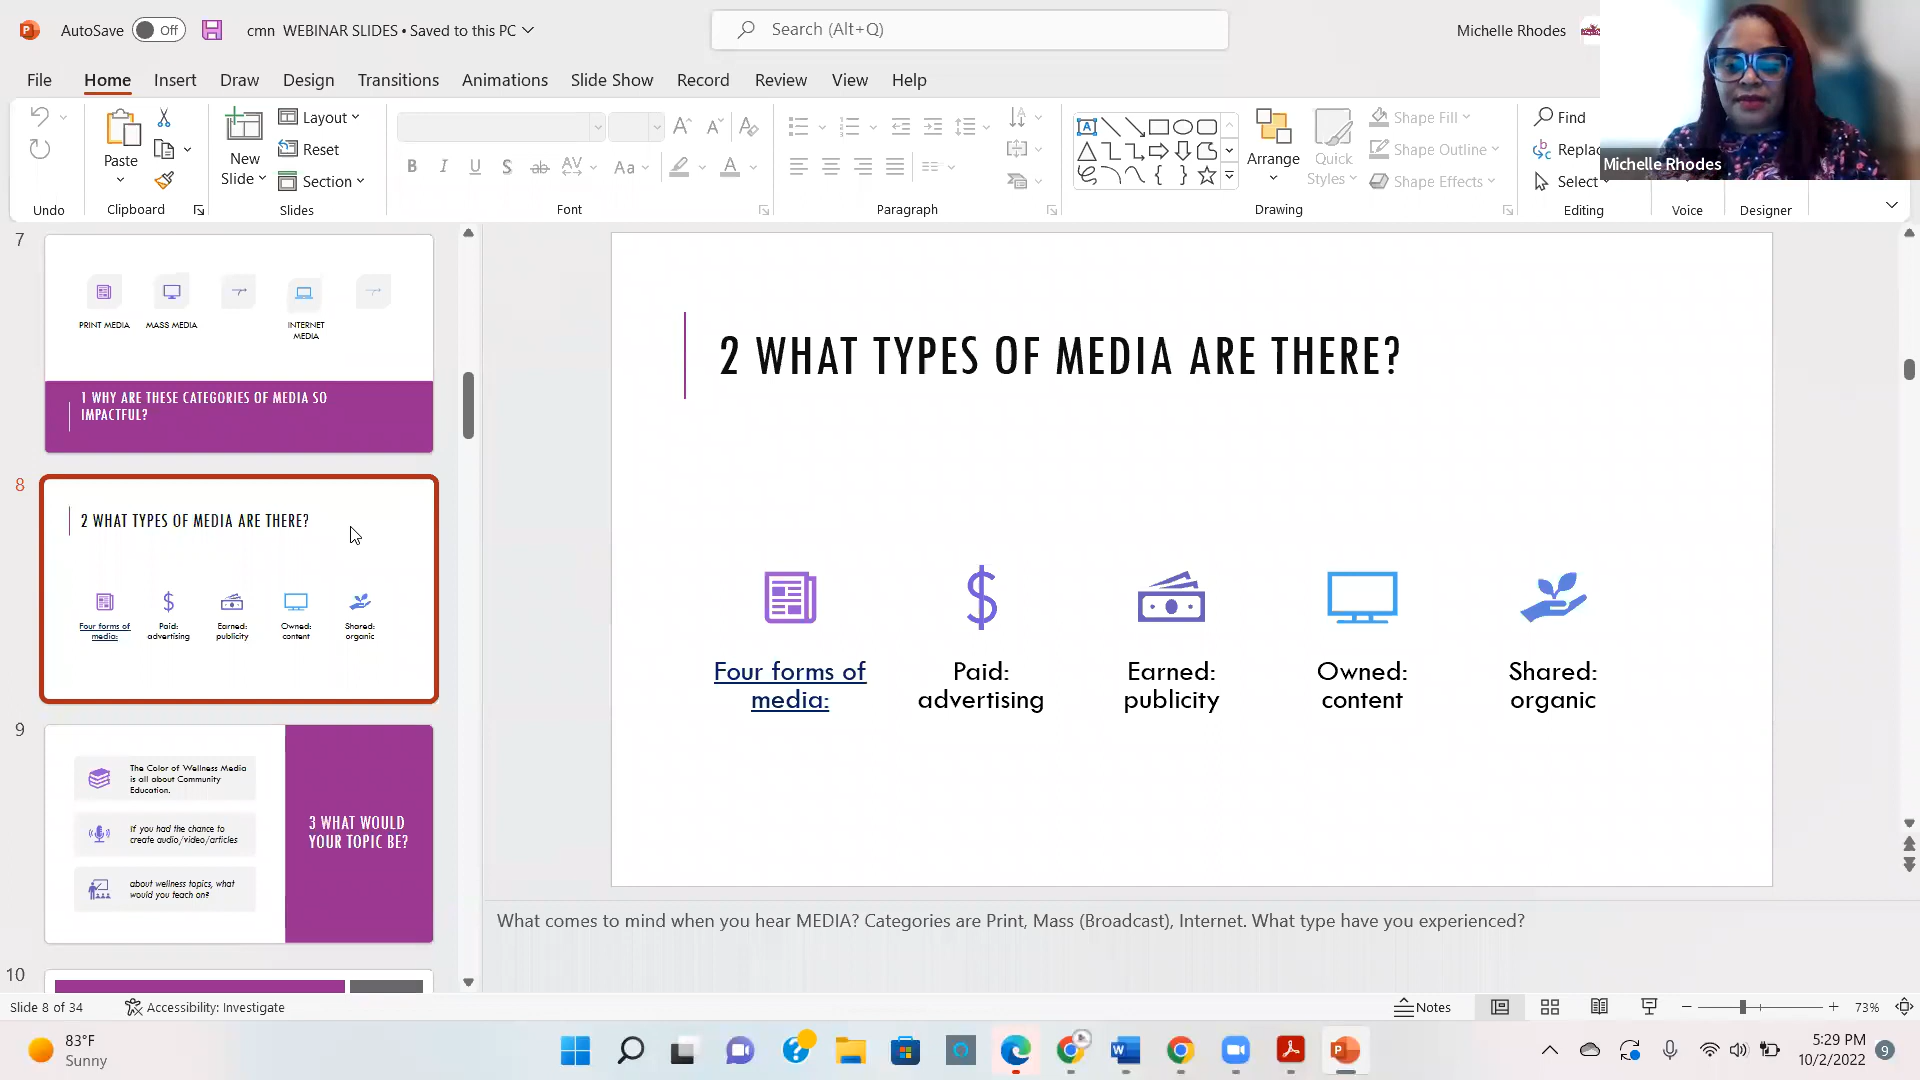 AutoSave Off cmn WEBINAR SLIDES • Saved to this PC Search (Alt+Q) Michelle Rhodes
File Home Insert Draw Design Transitions Animations Slide Show Record Review View Help
Paste
New
Slide
Layout
Reset
Section
Aa
Arrange
Quick
Styles
Shape Fill
Shape Outline
Shape Effects
Find
Replac
Select
Michelle Rhodes
Undo Clipboard Slides Font Paragraph Drawing Editing Voice Designer
7
PRINT MEDIA MASS MEDIA INTERNET
MEDIA
1 WHY ARE THESE CATEGORIES OF MEDIA SO
IMPACTFUL?
8
2 WHAT TYPES OF MEDIA ARE THERE?
Four forms of
media:
Paid:
advertising
Earned:
publicity
Owned:
content
Shared:
organic
9
The Color of Wellness Media
is all about Community
Education.
If you had the chance to
create audio/video/articles
about wellness topics, what
would you teach on?
3 WHAT WOULD
YOUR TOPIC BE?
10
2 WHAT TYPES OF MEDIA ARE THERE?
Four forms of
media:
Paid:
advertising
Earned:
publicity
Owned:
content
Shared:
organic
What comes to mind when you hear MEDIA? Categories are Print, Mass (Broadcast), Internet. What type have you experienced?
Slide 8 of 34 Accessibility: Investigate Notes 73%
83°F
Sunny
5:29 PM
10/2/2022
9